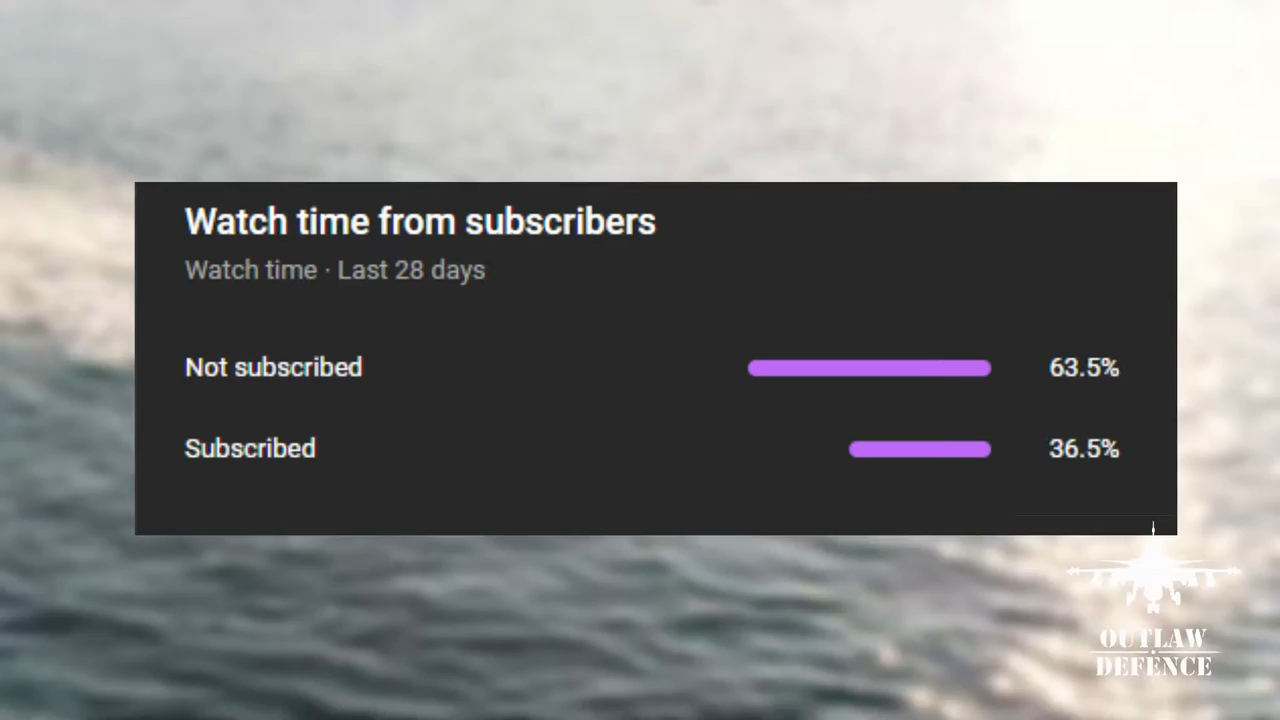 Watch time from subscribers
Watch time · Last 28 days
Not subscribed 63.5%
Subscribed 36.5%
OUTLAW
DEFENCE